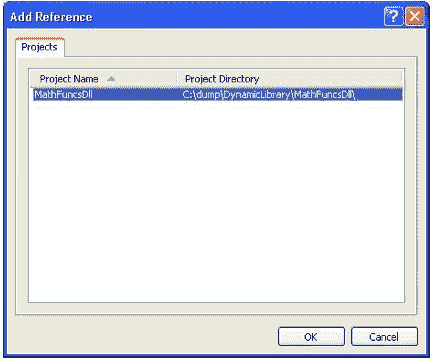 Add Reference
Projects
Project Name Project Directory
MathFuncsDll C:\dump\DynamicLibrary\MathFuncsDll\
OK Cancel